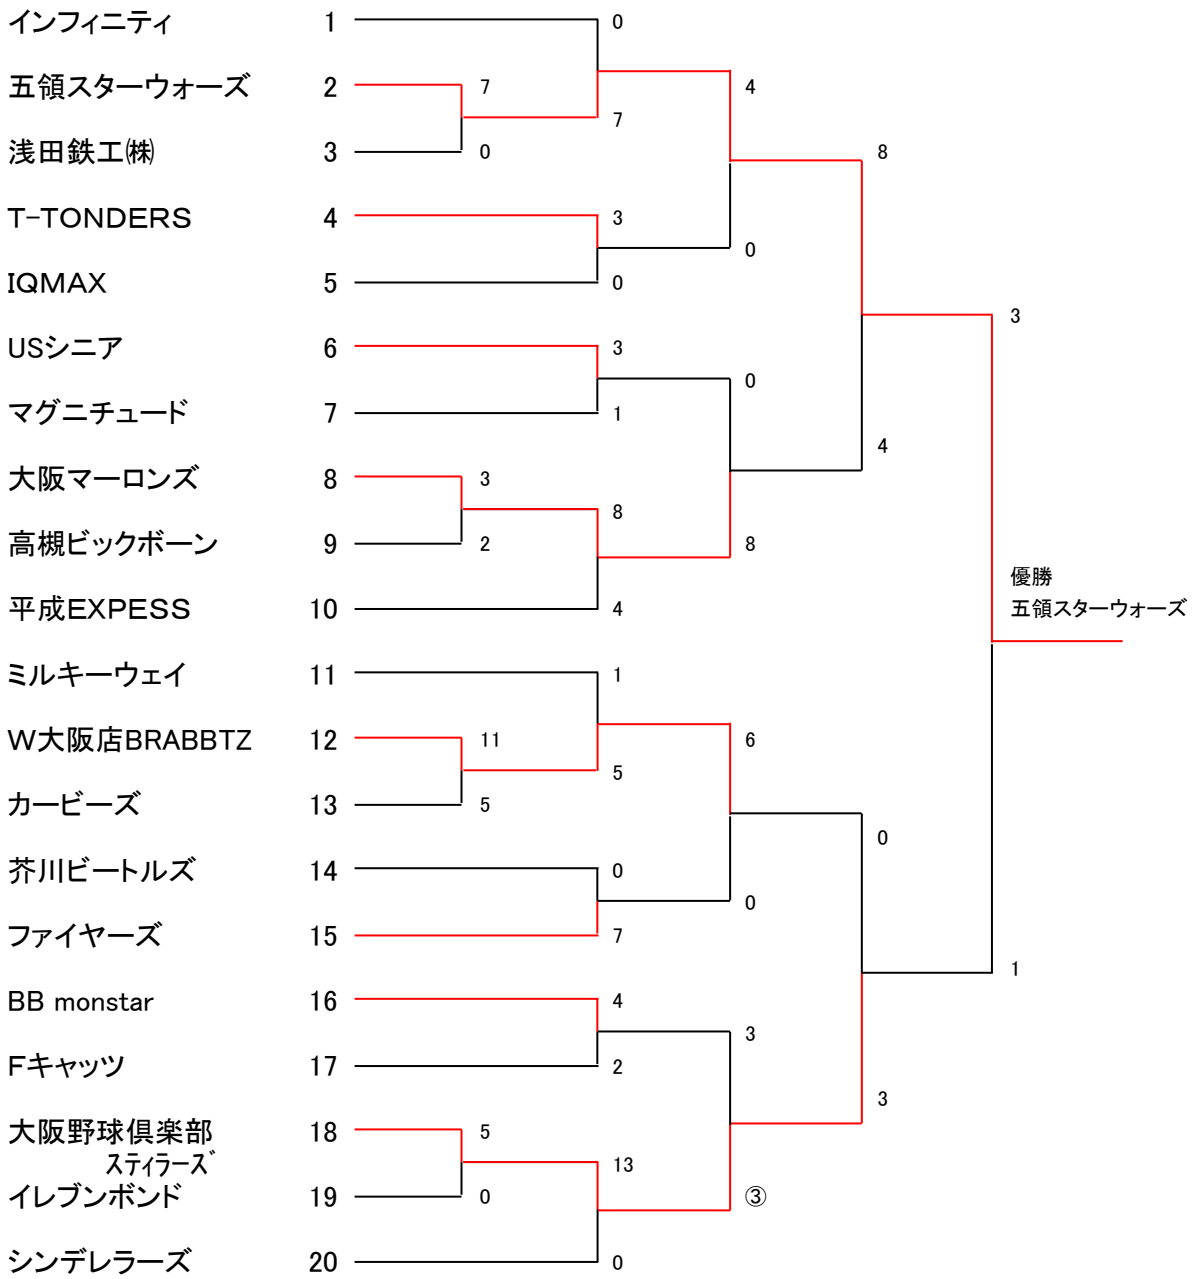 インフィニティ 1 0
五領スターウォーズ 2 7 4
7
浅田鉄工㈱ 3 0 8
T-TONDERS 4 3
0
IQMAX 5 0
3
USシニア 6 3
0
マグニチュード 7 1
4
大阪マーロンズ 8 3
8
高槻ビックボーン 9 2 8
優勝
平成EXPESS 10 4 五領スターウォーズ
ミルキーウェイ 11 1
W大阪店BRABBTZ 12 11 6
5
カービーズ 13 5
0
芥川ビートルズ 14 0
0
ファイヤーズ 15 7
1
BB monstar 16 4
3
Fキャッツ 17 2
3
大阪野球倶楽部 18 5
スティラーズ 13
イレブンボンド 19 0 ③
シンデレラーズ 20 0